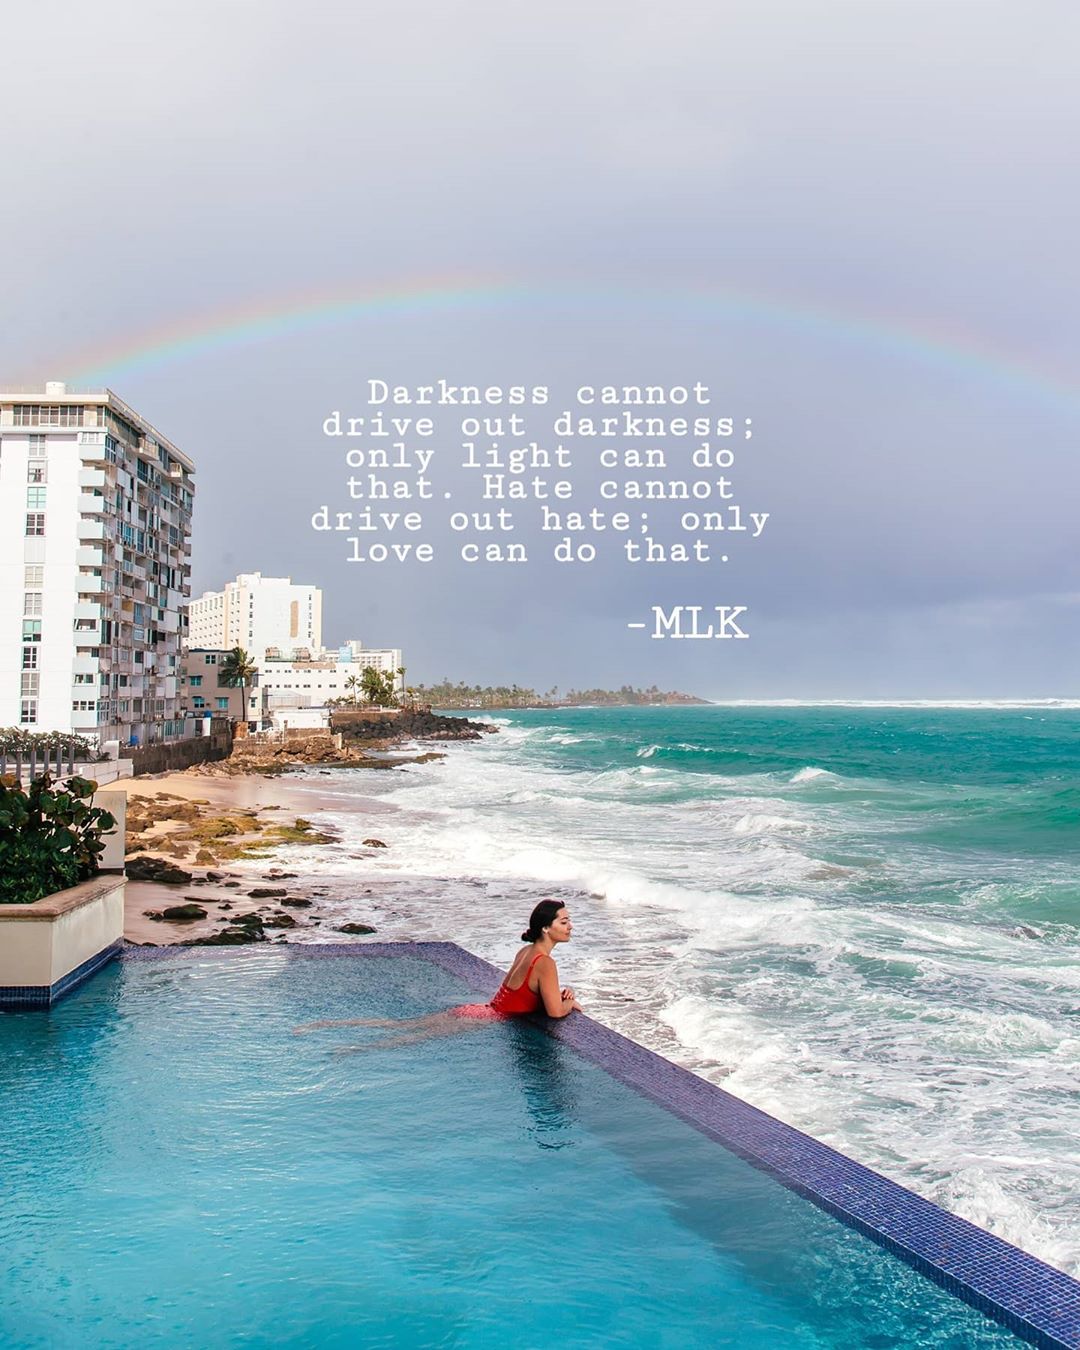 Darkness cannot
drive out darkness;
only light can do
that. Hate cannot
drive out hate; only
love can do that.
-MLK